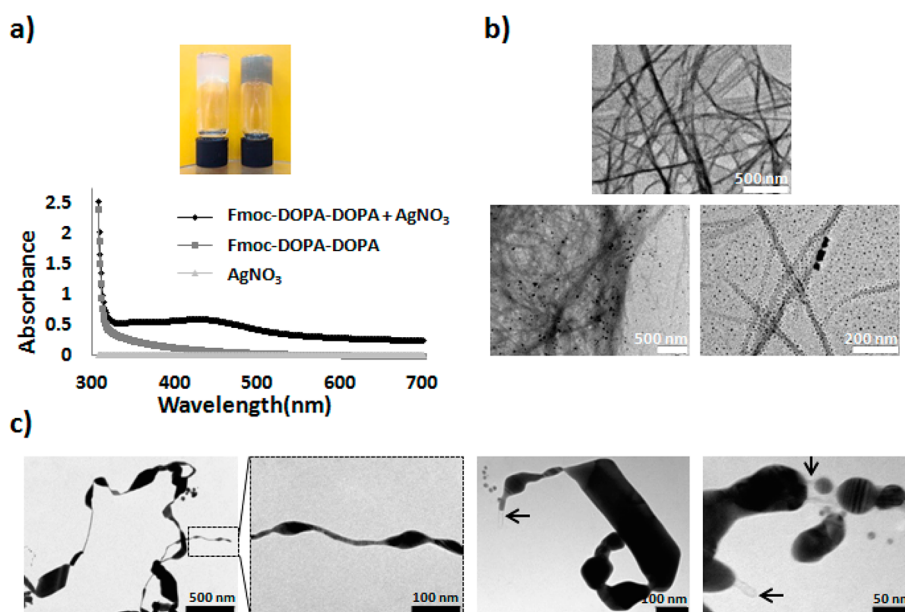 a)
2.5
2
1.5
1
0.5
0
Absorbance
Fmoc-DOPA-DOPA + AgNO₃
Fmoc-DOPA-DOPA
AgNO₃
300 400 500 600 700
Wavelength(nm)
b)
500 nm
500 nm
200 nm
c)
500 nm
100 nm
100 nm
50 nm